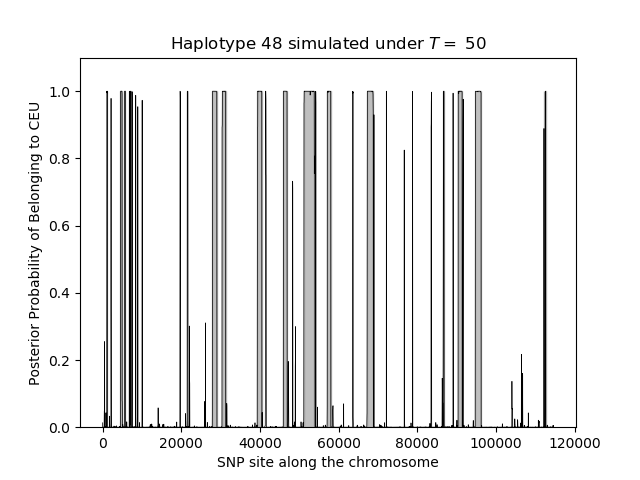 Haplotype 48 simulated under T = 50
Posterior Probability of Belonging to CEU
1.0
0.8
0.6
0.4
0.2
0.0
0 20000 40000 60000 80000 100000 120000
SNP site along the chromosome